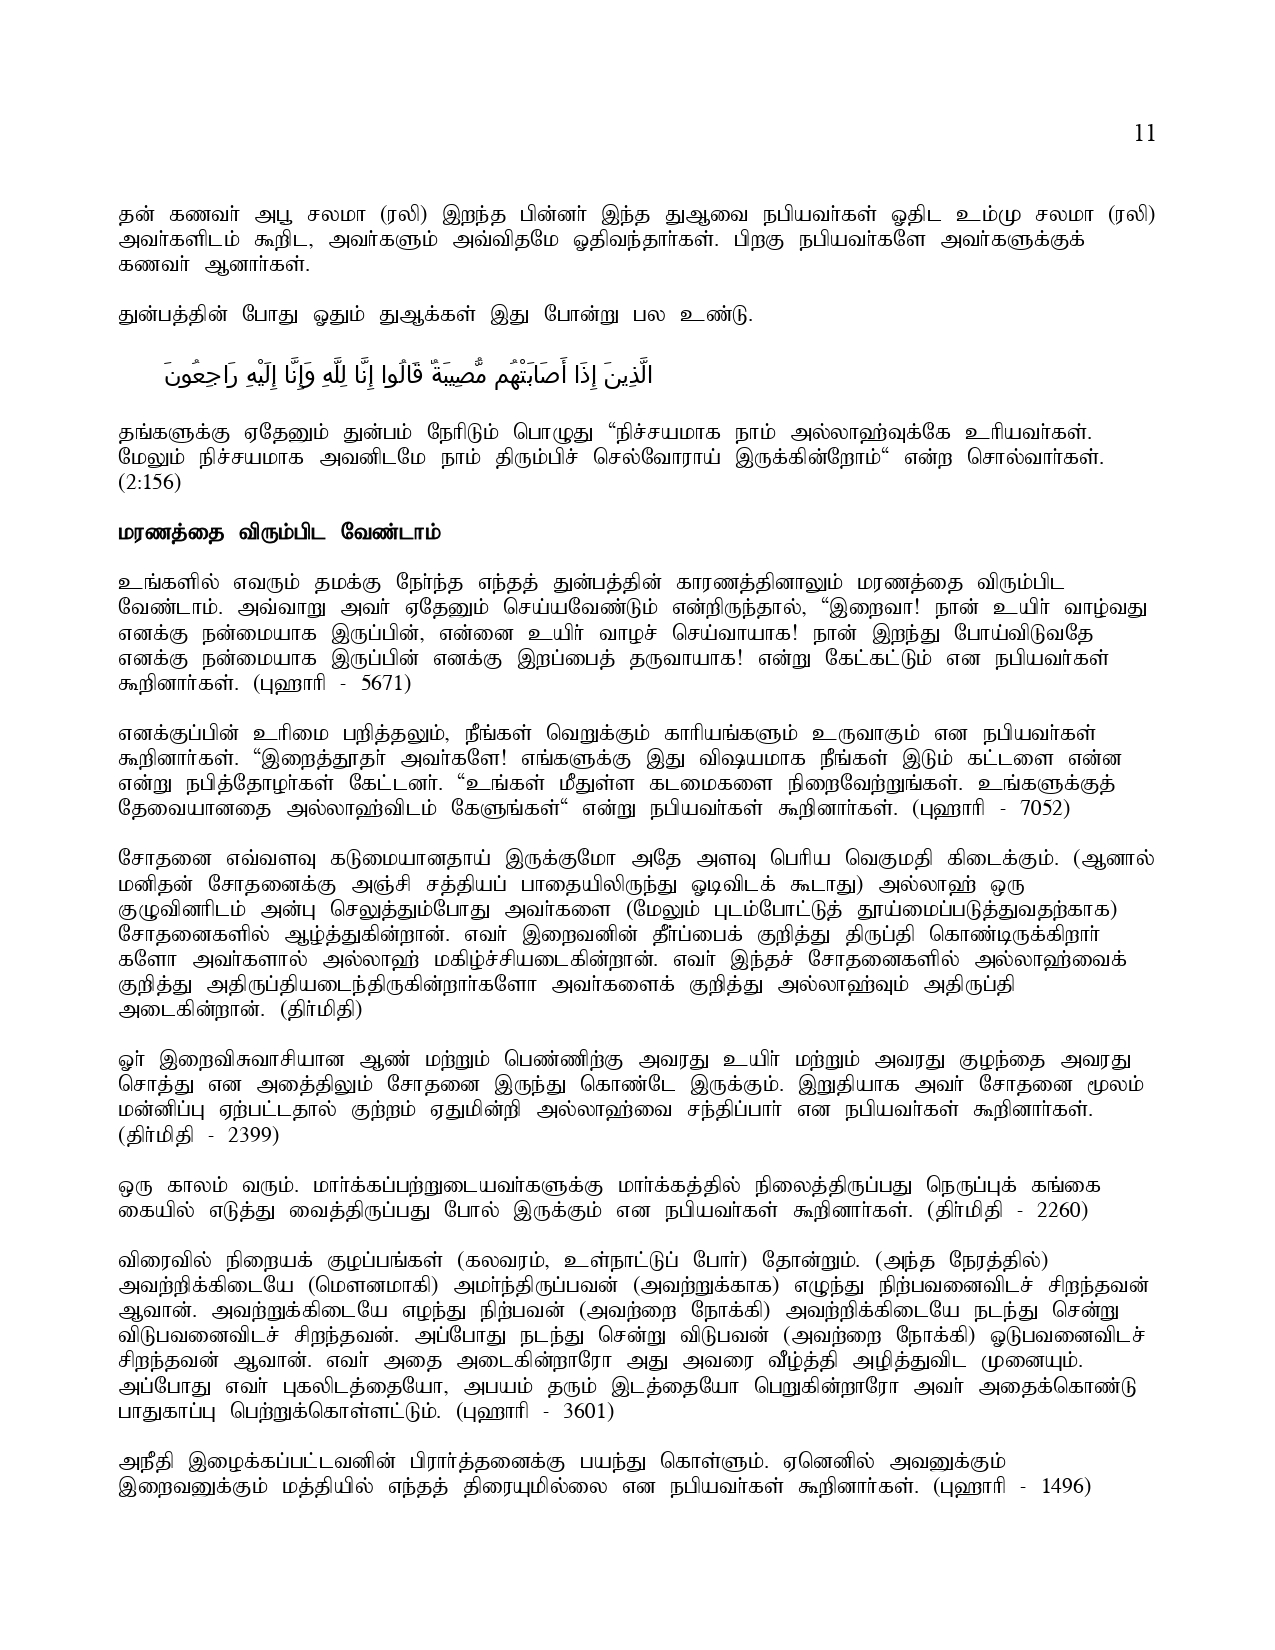 11
தன் கணவர் அபூ சலமா (ரலி) இறந்த பின்னர் இந்த துஆவை நபியவர்கள் ஓதிட உம்மு சலமா (ரலி)
அவர்களிடம் கூறிட, அவர்களும் அவ்விதமே ஓதிவந்தார்கள். பிறகு நபியவர்களே அவர்களுக்குக்
கணவர் ஆனார்கள்.
துன்பத்தின் போது ஓதும் துஆக்கள் இது போன்று பல உண்டு.
الَّذِينَ إِذَا أَصَابَتْهُم مُّصِيبَةٌ قَالُوا إِنَّا لِلَّهِ وَإِنَّا إِلَيْهِ رَاجِعُونَ
தங்களுக்கு ஏதேனும் துன்பம் நேரிடும் பொழுது “நிச்சயமாக நாம் அல்லாஹ்வுக்கே உரியவர்கள்.
மேலும் நிச்சயமாக அவனிடமே நாம் திரும்பிச் செல்வோராய் இருக்கின்றோம்“ என்ற சொல்வார்கள்.
(2:156)
மரணத்தை விரும்பிட வேண்டாம்
உங்களில் எவரும் தமக்கு நேர்ந்த எந்தத் துன்பத்தின் காரணத்தினாலும் மரணத்தை விரும்பிட
வேண்டாம். அவ்வாறு அவர் ஏதேனும் செய்யவேண்டும் என்றிருந்தால், “இறைவா! நான் உயிர் வாழ்வது
எனக்கு நன்மையாக இருப்பின், என்னை உயிர் வாழச் செய்வாயாக! நான் இறந்து போய்விடுவதே
எனக்கு நன்மையாக இருப்பின் எனக்கு இறப்பைத் தருவாயாக! என்று கேட்கட்டும் என நபியவர்கள்
கூறினார்கள். (புஹாரி - 5671)
எனக்குப்பின் உரிமை பறித்தலும், நீங்கள் வெறுக்கும் காரியங்களும் உருவாகும் என நபியவர்கள்
கூறினார்கள். “இறைத்தூதர் அவர்களே! எங்களுக்கு இது விஷயமாக நீங்கள் இடும் கட்டளை என்ன
என்று நபித்தோழர்கள் கேட்டனர். “உங்கள் மீதுள்ள கடமைகளை நிறைவேற்றுங்கள். உங்களுக்குத்
தேவையானதை அல்லாஹ்விடம் கேளுங்கள்“ என்று நபியவர்கள் கூறினார்கள். (புஹாரி - 7052)
சோதனை எவ்வளவு கடுமையானதாய் இருக்குமோ அதே அளவு பெரிய வெகுமதி கிடைக்கும். (ஆனால்
மனிதன் சோதனைக்கு அஞ்சி சத்தியப் பாதையிலிருந்து ஓடிவிடக் கூடாது) அல்லாஹ் ஒரு
குழுவினரிடம் அன்பு செலுத்தும்போது அவர்களை (மேலும் புடம்போட்டுத் தூய்மைப்படுத்துவதற்காக)
சோதனைகளில் ஆழ்த்துகின்றான். எவர் இறைவனின் தீர்ப்பைக் குறித்து திருப்தி கொண்டிருக்கிறார்
களோ அவர்களால் அல்லாஹ் மகிழ்ச்சியடைகின்றான். எவர் இந்தச் சோதனைகளில் அல்லாஹ்வைக்
குறித்து அதிருப்தியடைந்திருகின்றார்களோ அவர்களைக் குறித்து அல்லாஹ்வும் அதிருப்தி
அடைகின்றான். (திர்மிதி)
ஓர் இறைவிசுவாசியான ஆண் மற்றும் பெண்ணிற்கு அவரது உயிர் மற்றும் அவரது குழந்தை அவரது
சொத்து என அனைத்திலும் சோதனை இருந்து கொண்டே இருக்கும். இறுதியாக அவர் சோதனை மூலம்
மன்னிப்பு ஏற்பட்டதால் குற்றம் ஏதுமின்றி அல்லாஹ்வை சந்திப்பார் என நபியவர்கள் கூறினார்கள்.
(திர்மிதி - 2399)
ஒரு காலம் வரும். மார்க்கப்பற்றுடையவர்களுக்கு மார்க்கத்தில் நிலைத்திருப்பது நெருப்புக் கங்கை
கையில் எடுத்து வைத்திருப்பது போல் இருக்கும் என நபியவர்கள் கூறினார்கள். (திர்மிதி - 2260)
விரைவில் நிறையக் குழப்பங்கள் (கலவரம், உள்நாட்டுப் போர்) தோன்றும். (அந்த நேரத்தில்)
அவற்றிக்கிடையே (மௌனமாகி) அமர்ந்திருப்பவன் (அவற்றுக்காக) எழுந்து நிற்பவனைவிடச் சிறந்தவன்
ஆவான். அவற்றுக்கிடையே எழந்து நிற்பவன் (அவற்றை நோக்கி) அவற்றிக்கிடையே நடந்து சென்று
விடுபவனைவிடச் சிறந்தவன். அப்போது நடந்து சென்று விடுபவன் (அவற்றை நோக்கி) ஓடுபவனைவிடச்
சிறந்தவன் ஆவான். எவர் அதை அடைகின்றாரோ அது அவரை வீழ்த்தி அழித்துவிட முனையும்.
அப்போது எவர் புகலிடத்தையோ, அபயம் தரும் இடத்தையோ பெறுகின்றாரோ அவர் அதைக்கொண்டு
பாதுகாப்பு பெற்றுக்கொள்ளட்டும். (புஹாரி - 3601)
அநீதி இழைக்கப்பட்டவனின் பிரார்த்தனைக்கு பயந்து கொள்ளும். ஏனெனில் அவனுக்கும்
இறைவனுக்கும் மத்தியில் எந்தத் திரையுமில்லை என நபியவர்கள் கூறினார்கள். (புஹாரி - 1496)